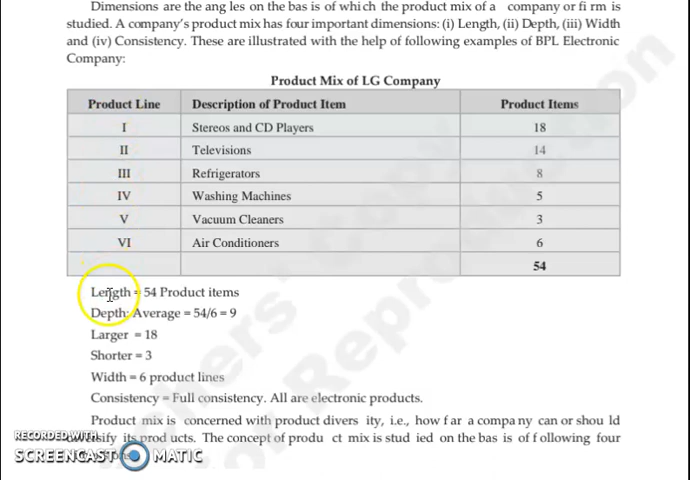 Dimensions are the ang les on the bas is of whi ch the product mix of a company or fi rm is
studied. A company's product mix has four important dimensions: (i) Length, (ii) Depth, (iii) Width
and (iv) Consistency. These are illustrated with the help of following examples of BPL Electronic
Company:
Product Mix of LG Company
Product Line Description of Product Item Product Items
I Stereos and CD Players 18
II Televisions 14
III Refrigerators 8
IV Washing Machines 5
V Vacuum Cleaners 3
VI Air Conditioners 6
54
Length = 54 Product items
Depth: Average = 54/6 = 9
Larger = 18
Shorter = 3
Width = 6 product lines
Consistency = Full consistency. All are electronic products.
Product mix is concerned with product divers ity, i.e., how f ar a compa ny can or shou ld
its prod ucts. The concept of produ ct mix is stud ied on the bas is of f ollowing four
RECORDED WITH
SCREENCAST MATIC